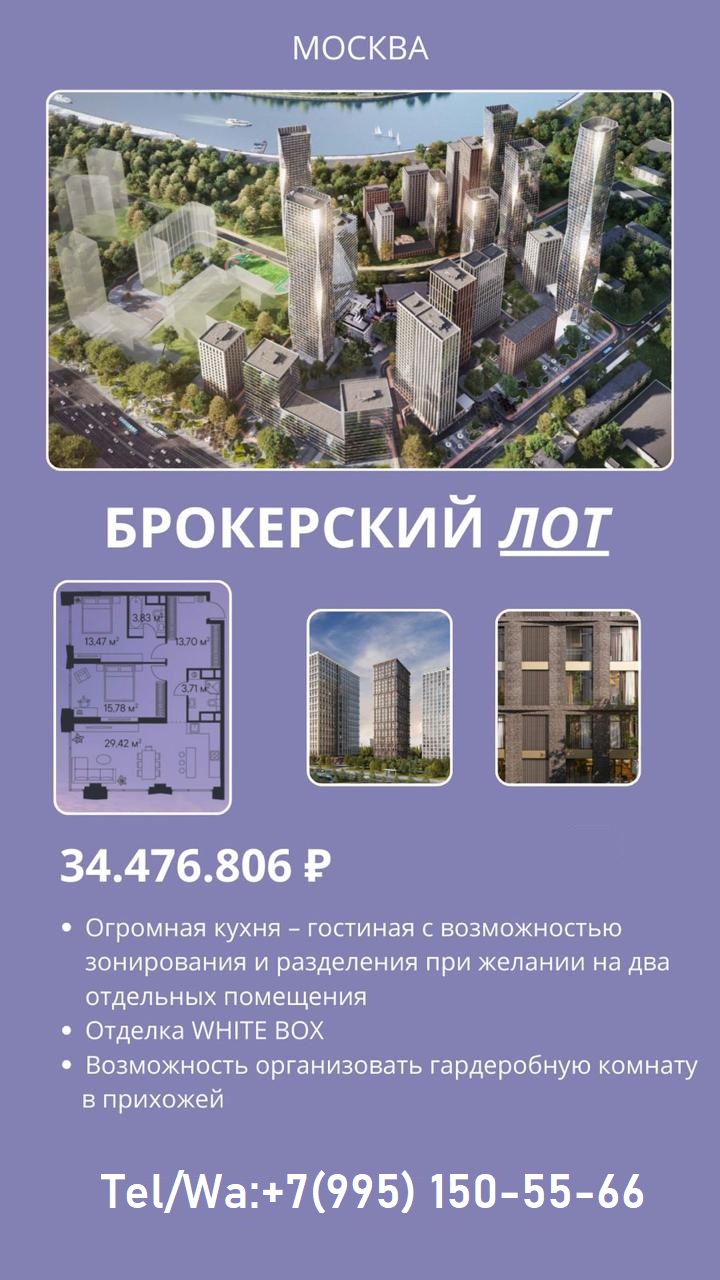 МОСКВА
БРОКЕРСКИЙ ЛОТ
3,83 м²
13,47 м²
13,70 м²
3,71 м
15,78 м²
29,42 м²
34.476.806 ₽
• Огромная кухня – гостиная с возможностью
зонирования и разделения при желании на два
отдельных помещения
• Отделка WHITE BOX
• Возможность организовать гардеробную комнату
в прихожей
Tel/Wa:+7(995) 150-55-66